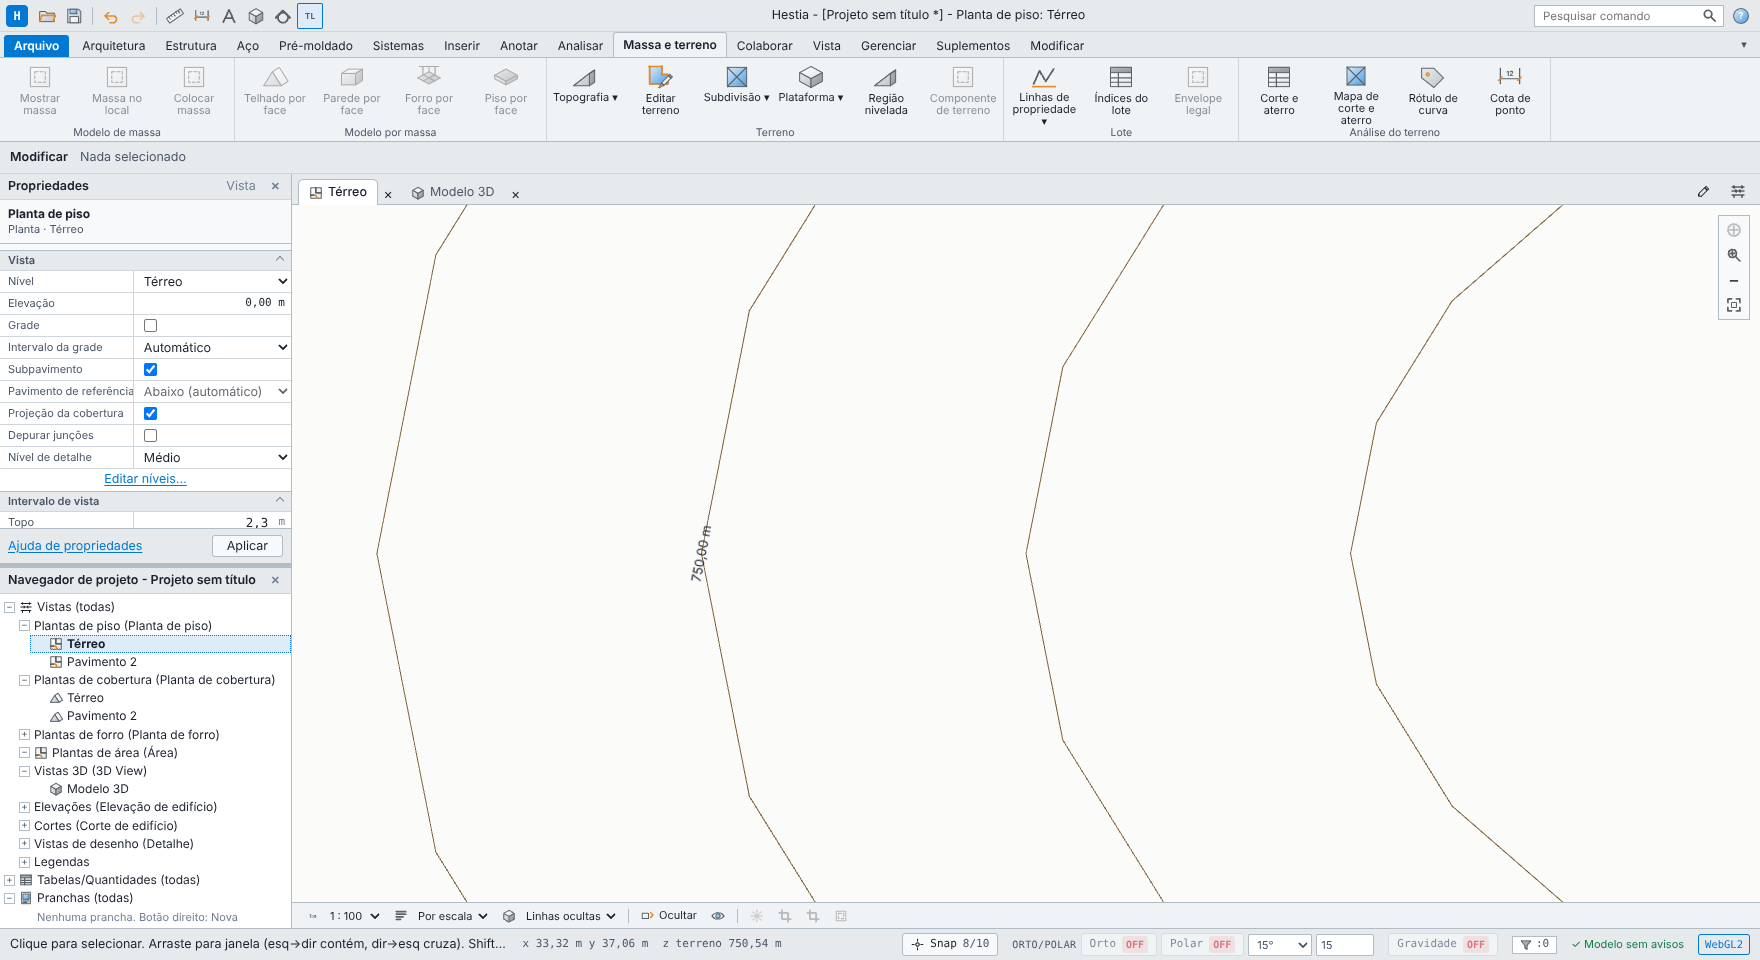 H
TL
Hestia - [Projeto sem título *] - Planta de piso: Térreo
Pesquisar comando
?
Arquivo Arquitetura Estrutura Aço Pré-moldado Sistemas Inserir Anotar Analisar Massa e terreno Colaborar Vista Gerenciar Suplementos Modificar
Mostrar massa
Massa no local
Colocar massa
Modelo de massa
Telhado por face
Parede por face
Forro por face
Piso por face
Modelo por massa
Topografia ▾
Editar terreno
Subdivisão ▾
Plataforma ▾
Região nivelada
Componente de terreno
Terreno
Linhas de propriedade ▾
Índices do lote
Envelope legal
Lote
Corte e aterro
Mapa de corte e aterro
Rótulo de curva
12
Cota de ponto
Análise do terreno
Modificar Nada selecionado
Propriedades Vista ×
Planta de piso
Planta · Térreo
Vista
Nível Térreo
Elevação 0,00 m
Grade
Intervalo da grade Automático
Subpavimento
Pavimento de referência Abaixo (automático)
Projeção da cobertura
Depurar junções
Nível de detalhe Médio
Editar níveis...
Intervalo de vista
Topo 2,3 m
Ajuda de propriedades Aplicar
Navegador de projeto - Projeto sem título ×
Vistas (todas)
Plantas de piso (Planta de piso)
Térreo
Pavimento 2
Plantas de cobertura (Planta de cobertura)
Térreo
Pavimento 2
Plantas de forro (Planta de forro)
Plantas de área (Área)
Vistas 3D (3D View)
Modelo 3D
Elevações (Elevação de edifício)
Cortes (Corte de edifício)
Vistas de desenho (Detalhe)
Legendas
Tabelas/Quantidades (todas)
Pranchas (todas)
Nenhuma prancha. Botão direito: Nova
Térreo × Modelo 3D ×
750,00 m
1 : 100 Por escala Linhas ocultas Ocultar
Clique para selecionar. Arraste para janela (esq→dir contém, dir→esq cruza). Shift... x 33,32 m y 37,06 m z terreno 750,54 m Snap 8/10 ORTO/POLAR Orto OFF Polar OFF 15° 15 Gravidade OFF :0 ✓ Modelo sem avisos WebGL2